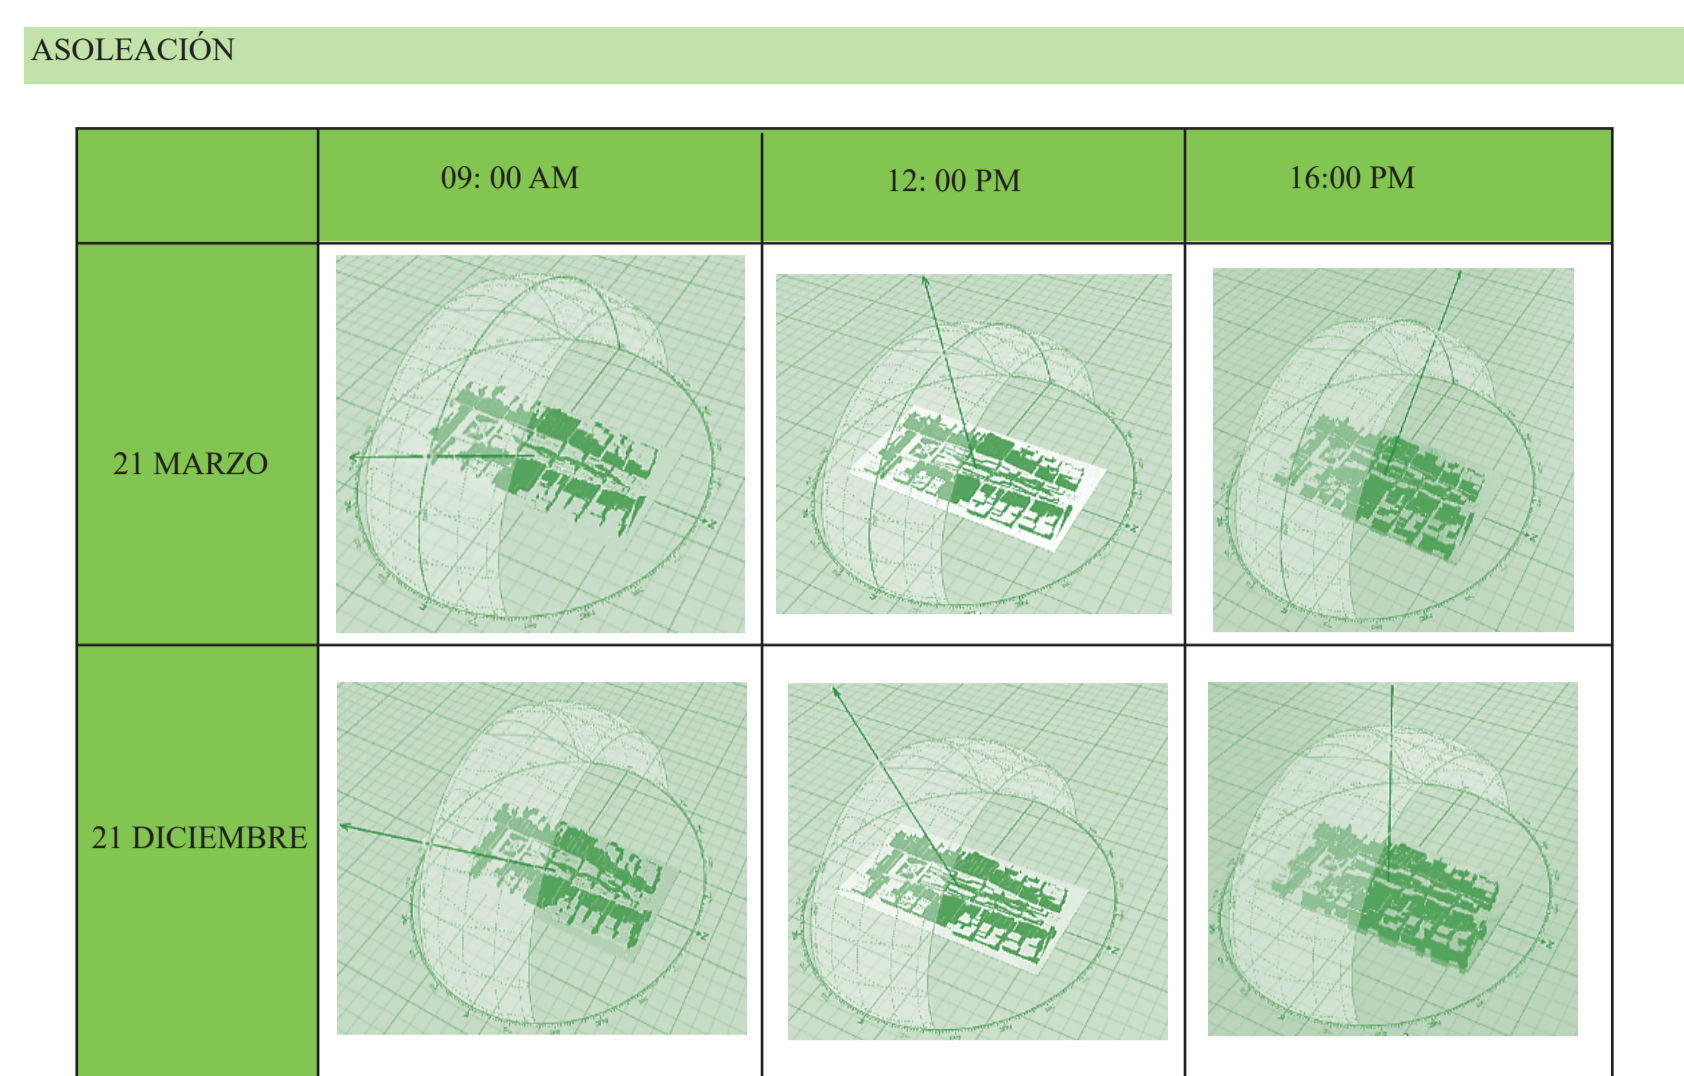 ASOLEACIÓN
09: 00 AM
12: 00 PM
16:00 PM
21 MARZO
21 DICIEMBRE